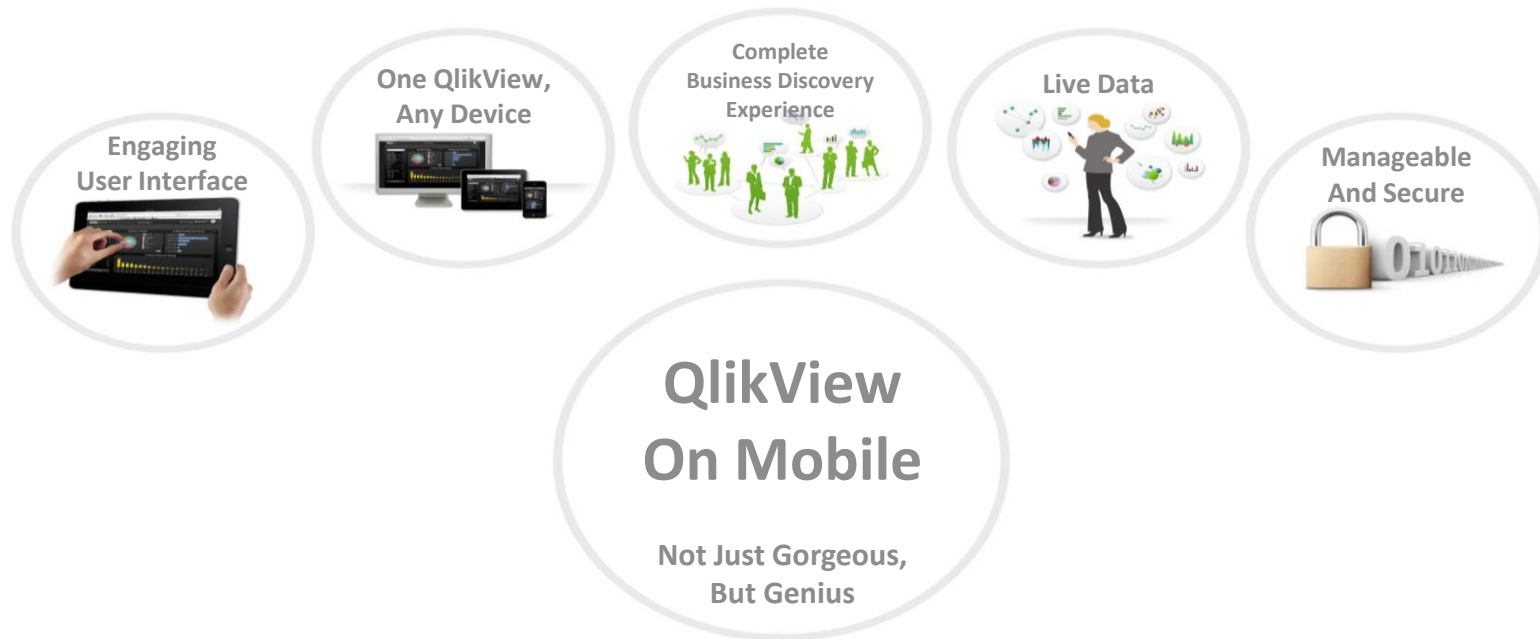 Engaging
User Interface
One QlikView,
Any Device
Complete
Business Discovery
Experience
Live Data
Manageable
And Secure
QlikView
On Mobile
Not Just Gorgeous,
But Genius